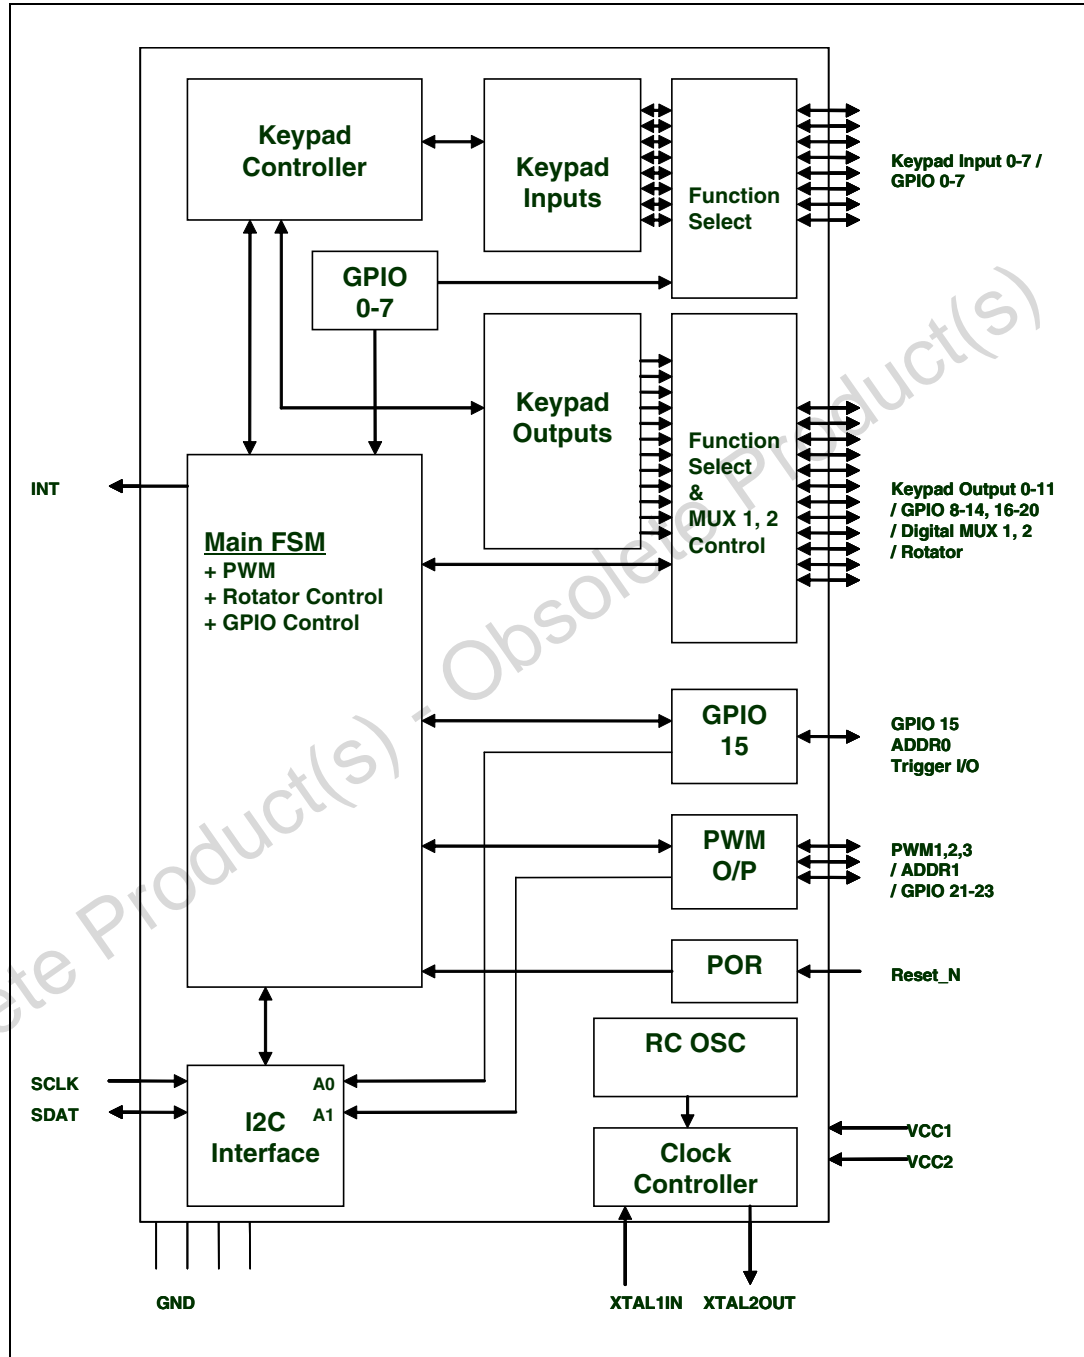 Keypad
Controller
Keypad
Inputs
Function
Select
Keypad Input 0-7 /
GPIO 0-7
GPIO
0-7
Keypad
Outputs
Function
Select
&
MUX 1, 2
Control
Keypad Output 0-11
/ GPIO 8-14, 16-20
/ Digital MUX 1, 2
/ Rotator
INT
Main FSM
+ PWM
+ Rotator Control
+ GPIO Control
GPIO
15
GPIO 15
ADDR0
Trigger I/O
PWM
O/P
PWM1,2,3
/ ADDR1
/ GPIO 21-23
POR
Reset_N
RC OSC
SCLK
SDAT
A0
A1
I2C
Interface
Clock
Controller
VCC1
VCC2
GND
XTAL1IN
XTAL2OUT
ete Product(s) - Obsolete Product(s)